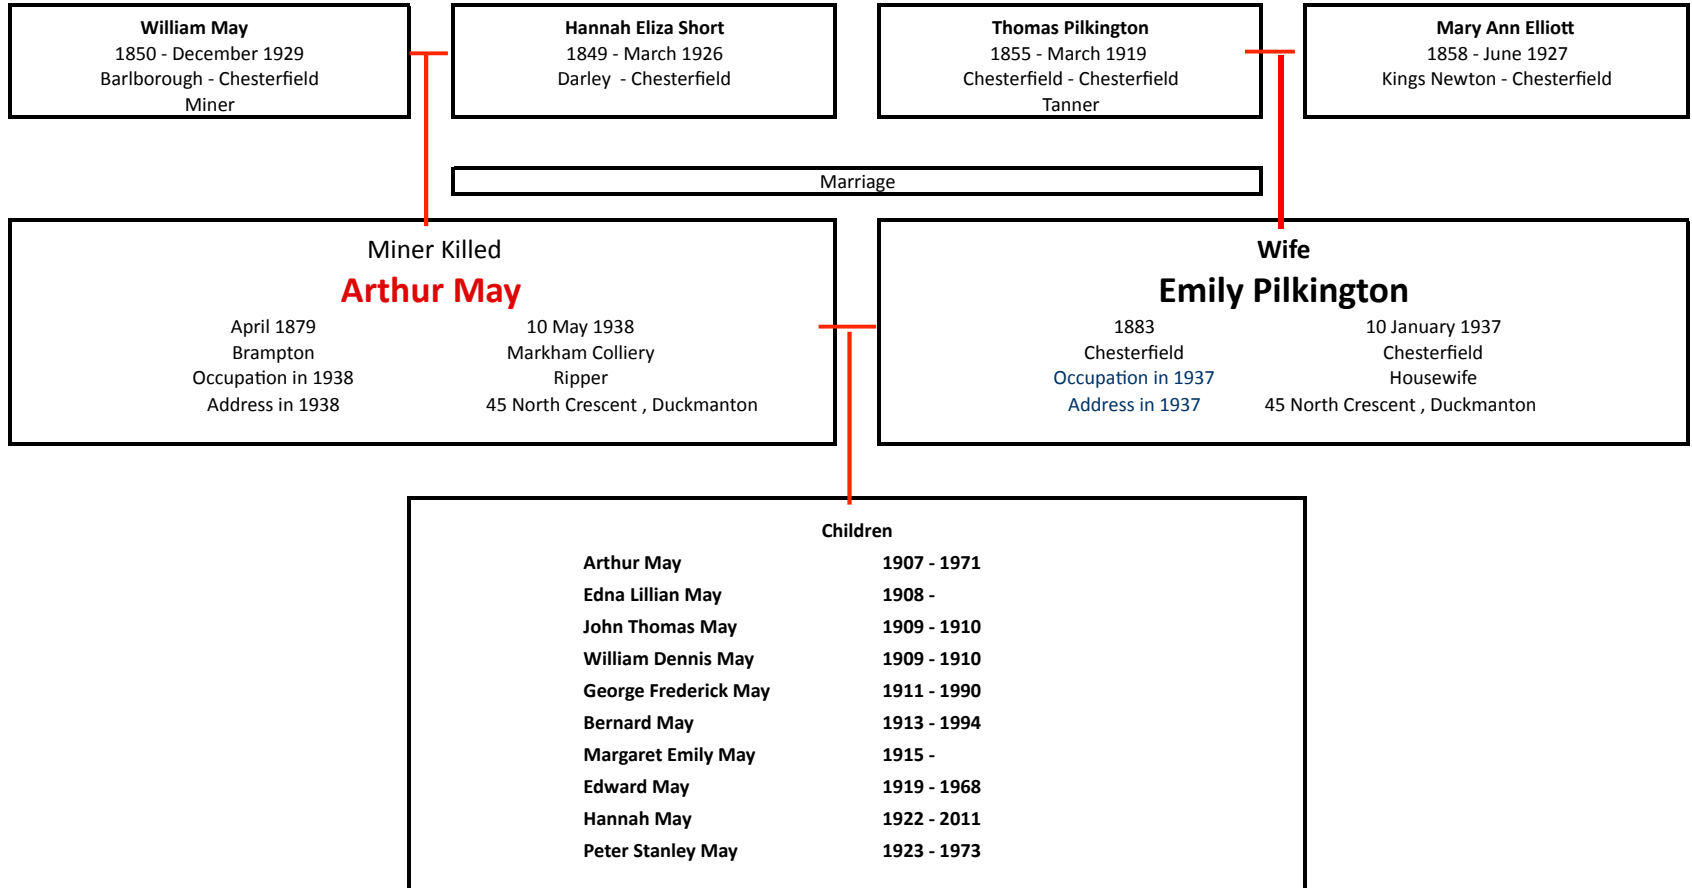 William May
1850 - December 1929
Barlborough - Chesterfield
Miner
Hannah Eliza Short
1849 - March 1926
Darley - Chesterfield
Thomas Pilkington
1855 - March 1919
Chesterfield - Chesterfield
Tanner
Mary Ann Elliott
1858 - June 1927
Kings Newton - Chesterfield
Marriage
Miner Killed
Arthur May
April 1879 10 May 1938
Brampton Markham Colliery
Occupation in 1938 Ripper
Address in 1938 45 North Crescent , Duckmanton
Wife
Emily Pilkington
1883 10 January 1937
Chesterfield Chesterfield
Occupation in 1937 Housewife
Address in 1937 45 North Crescent , Duckmanton
Children
Arthur May 1907 - 1971
Edna Lillian May 1908 -
John Thomas May 1909 - 1910
William Dennis May 1909 - 1910
George Frederick May 1911 - 1990
Bernard May 1913 - 1994
Margaret Emily May 1915 -
Edward May 1919 - 1968
Hannah May 1922 - 2011
Peter Stanley May 1923 - 1973